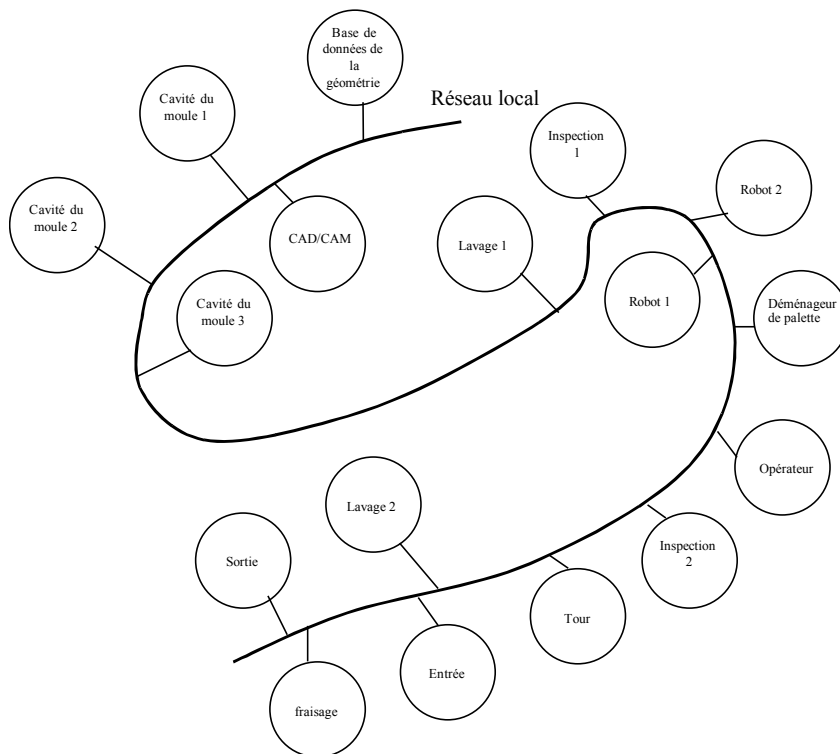 Base de
données de
la
géométrie
Réseau local
Cavité du
moule 1
Inspection
1
Robot 2
Cavité du
moule 2
CAD/CAM
Lavage 1
Cavité du
moule 3
Robot 1
Déménageur
de palette
Opérateur
Lavage 2
Inspection
2
Sortie
Tour
Entrée
fraisage